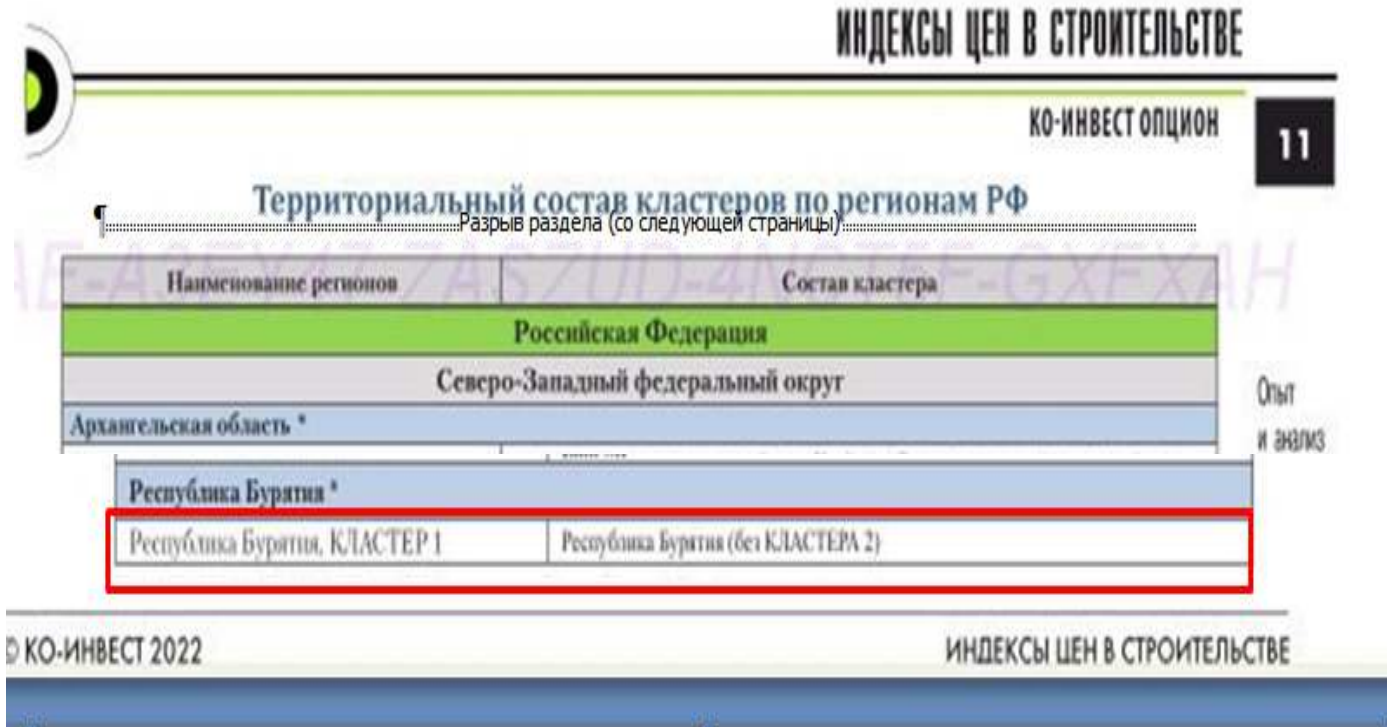 ИНДЕКСЫ ЦЕН В СТРОИТЕЛЬСТВЕ
КО-ИНВЕСТ ОПЦИОН
11
Территориальный состав кластеров по регионам РФ
Разрыв раздела (со следующей страницы)
Наименование регионов Состав кластера
Российская Федерация
Северо-Западный федеральный округ
Архангельская область *
Опыт
и анализ
Республика Бурятия *
Республика Бурятия, КЛАСТЕР 1 Республика Бурятия (без КЛАСТЕРА 2)
© КО-ИНВЕСТ 2022 ИНДЕКСЫ ЦЕН В СТРОИТЕЛЬСТВЕ